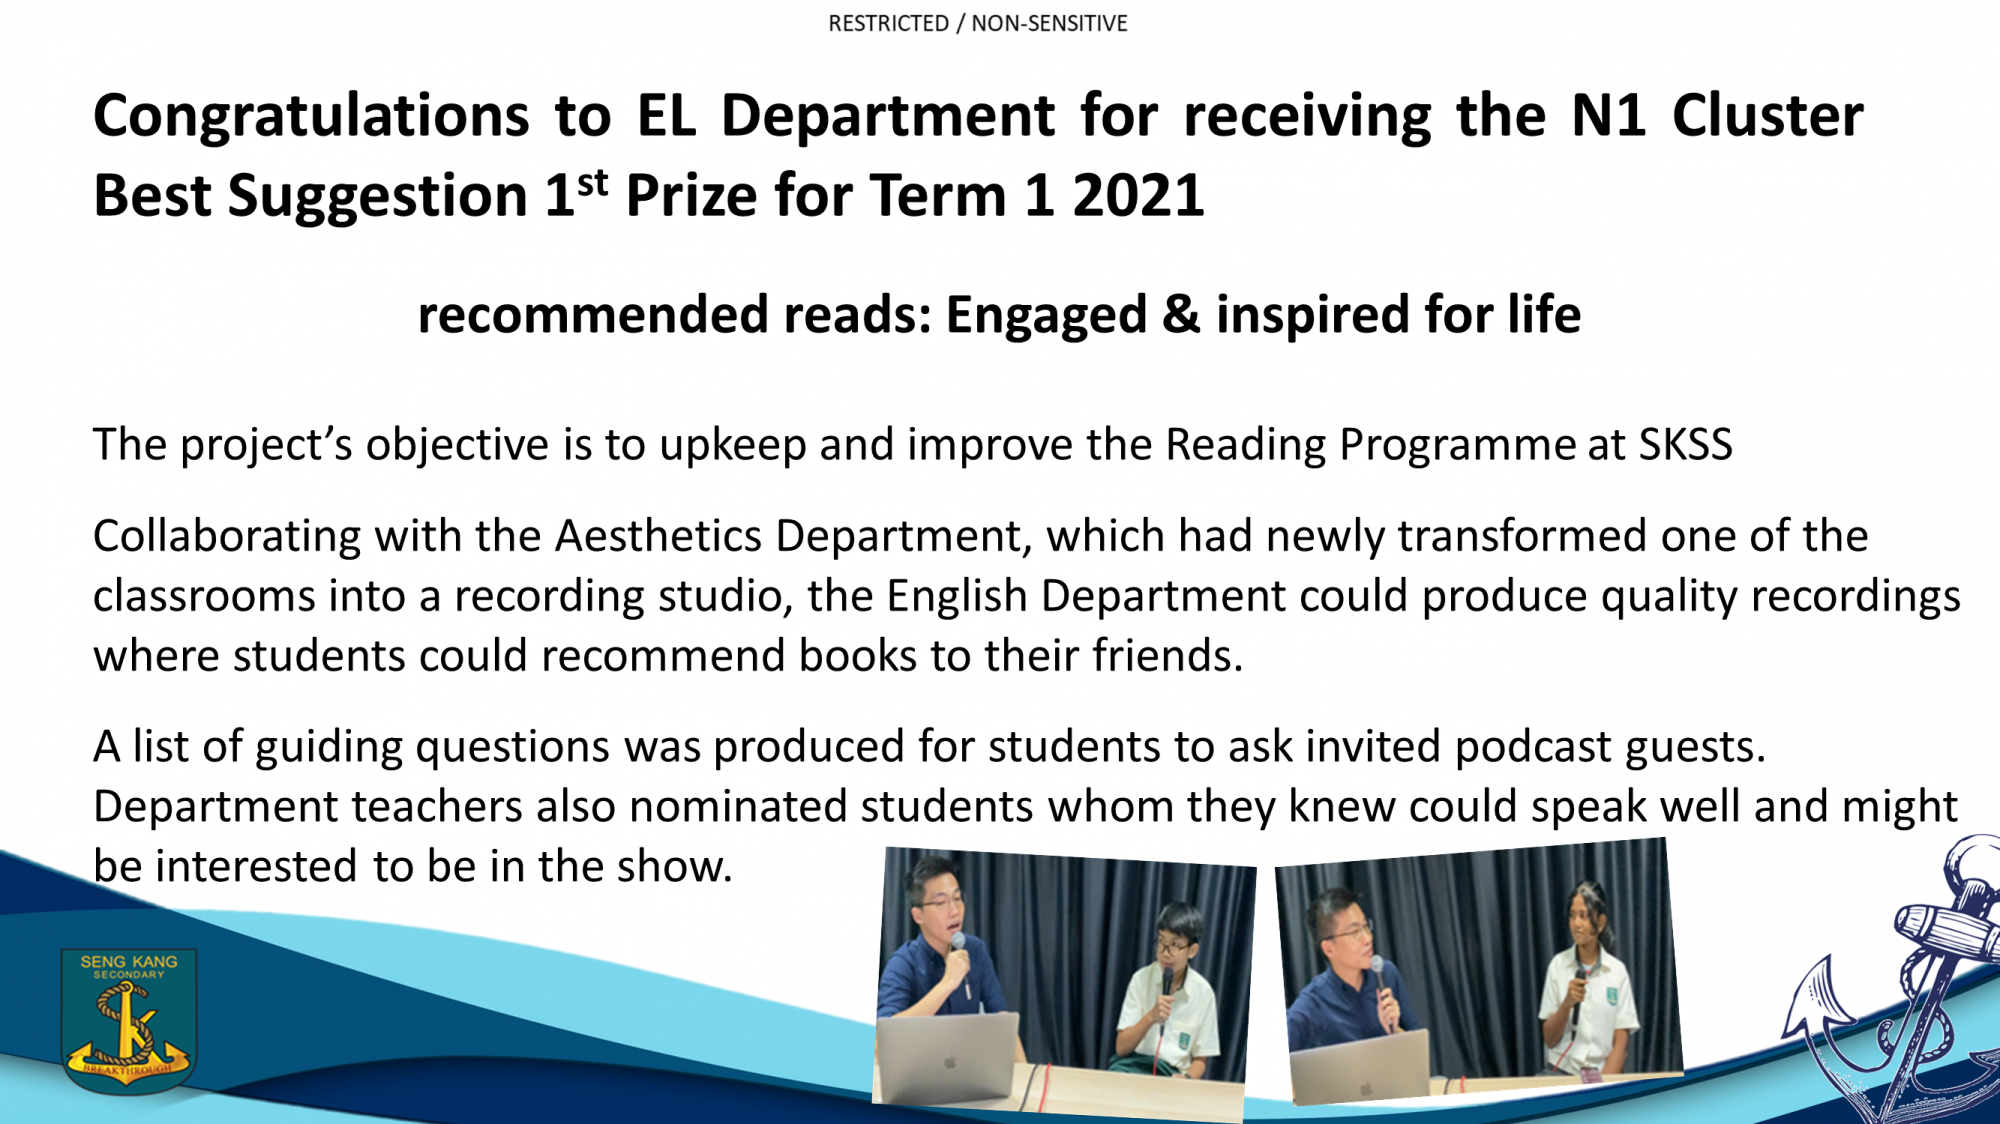 RESTRICTED / NON-SENSITIVE
Congratulations to EL Department for receiving the N1 Cluster
Best Suggestion 1st Prize for Term 1 2021
recommended reads: Engaged & inspired for life
The project’s objective is to upkeep and improve the Reading Programme at SKSS
Collaborating with the Aesthetics Department, which had newly transformed one of the
classrooms into a recording studio, the English Department could produce quality recordings
where students could recommend books to their friends.
A list of guiding questions was produced for students to ask invited podcast guests.
Department teachers also nominated students whom they knew could speak well and might
be interested to be in the show.
SENG KANG
SECONDARY
SK
BREAKTHROUGH